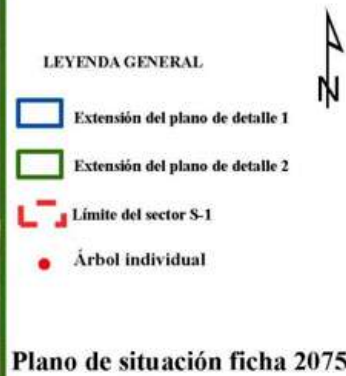 LEYENDA GENERAL
N
Extensión del plano de detalle 1
Extensión del plano de detalle 2
Límite del sector S-1
Árbol individual
Plano de situación ficha 2075